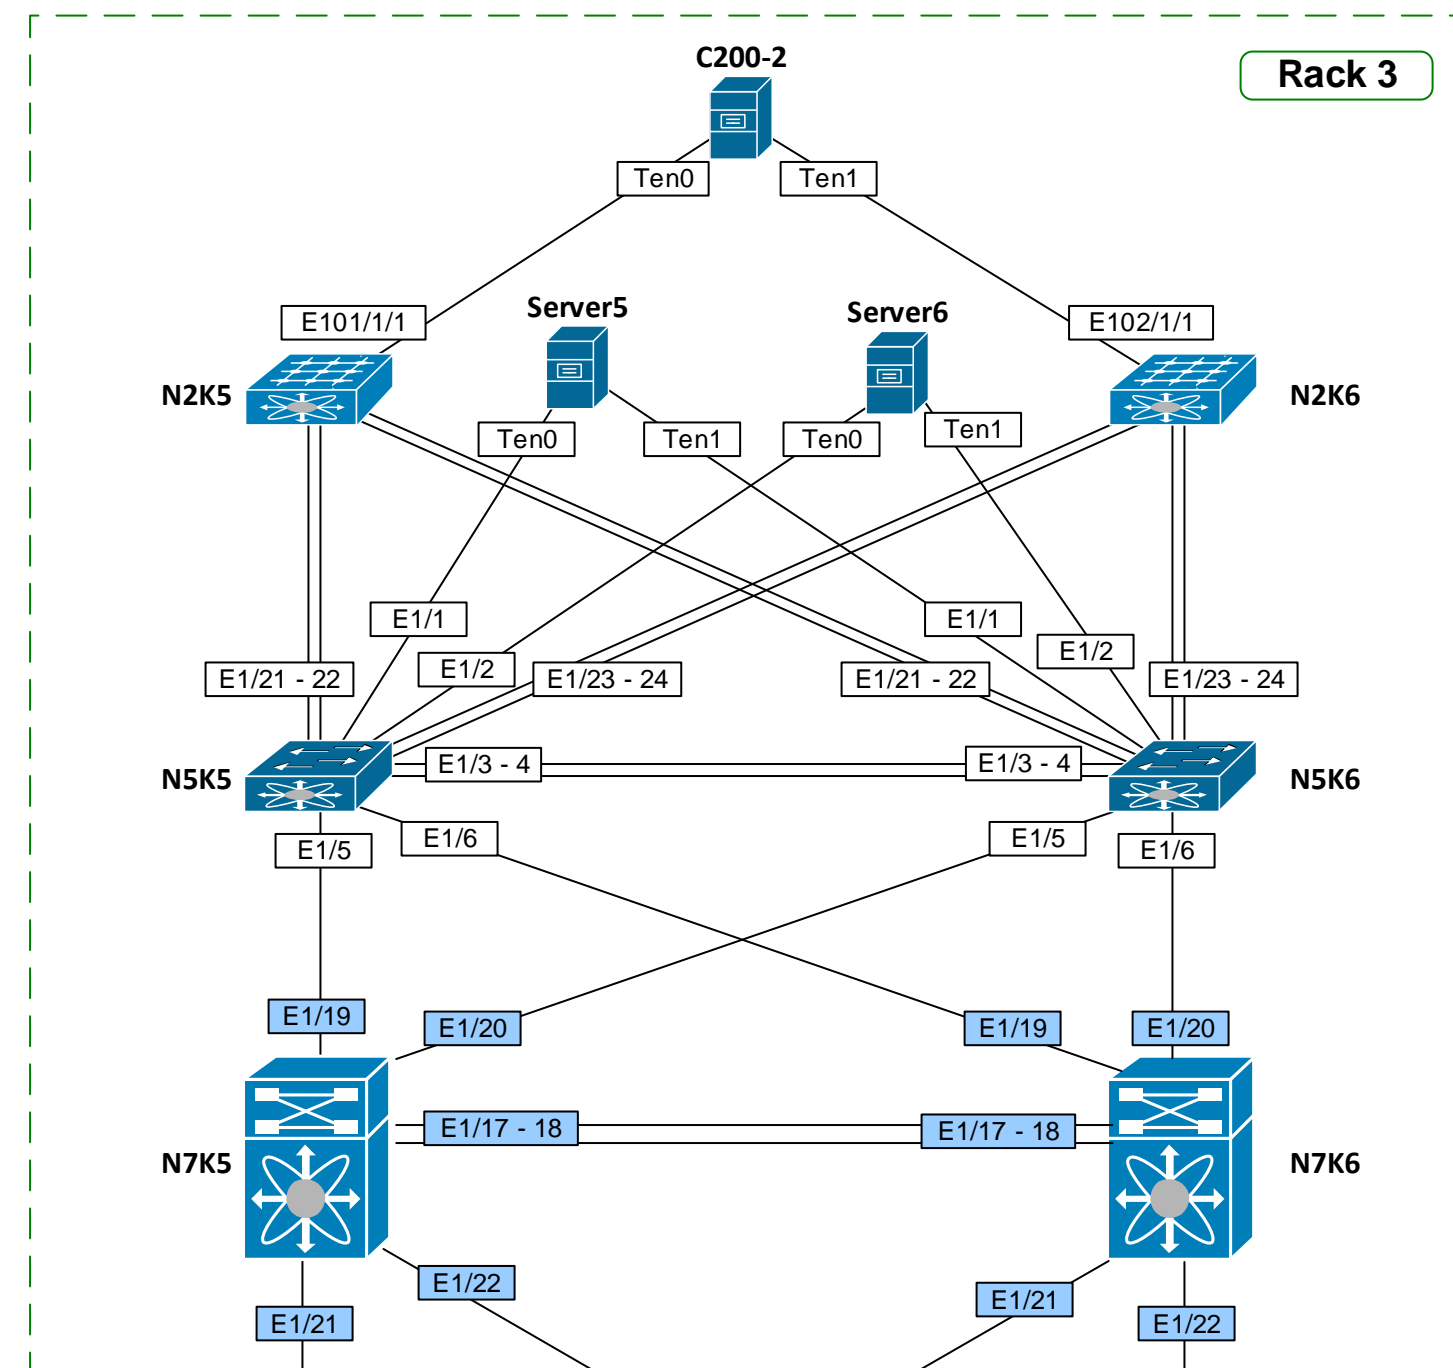 C200-2
Rack 3
Ten0
Ten1
E101/1/1
Server5
Server6
E102/1/1
N2K5
N2K6
Ten0
Ten1
Ten0
Ten1
E1/1
E1/1
E1/2
E1/2
E1/21 - 22
E1/23 - 24
E1/21 - 22
E1/23 - 24
N5K5
E1/3 - 4
E1/3 - 4
N5K6
E1/5
E1/6
E1/5
E1/6
E1/19
E1/20
E1/19
E1/20
E1/17 - 18
E1/17 - 18
N7K5
N7K6
E1/22
E1/21
E1/21
E1/22